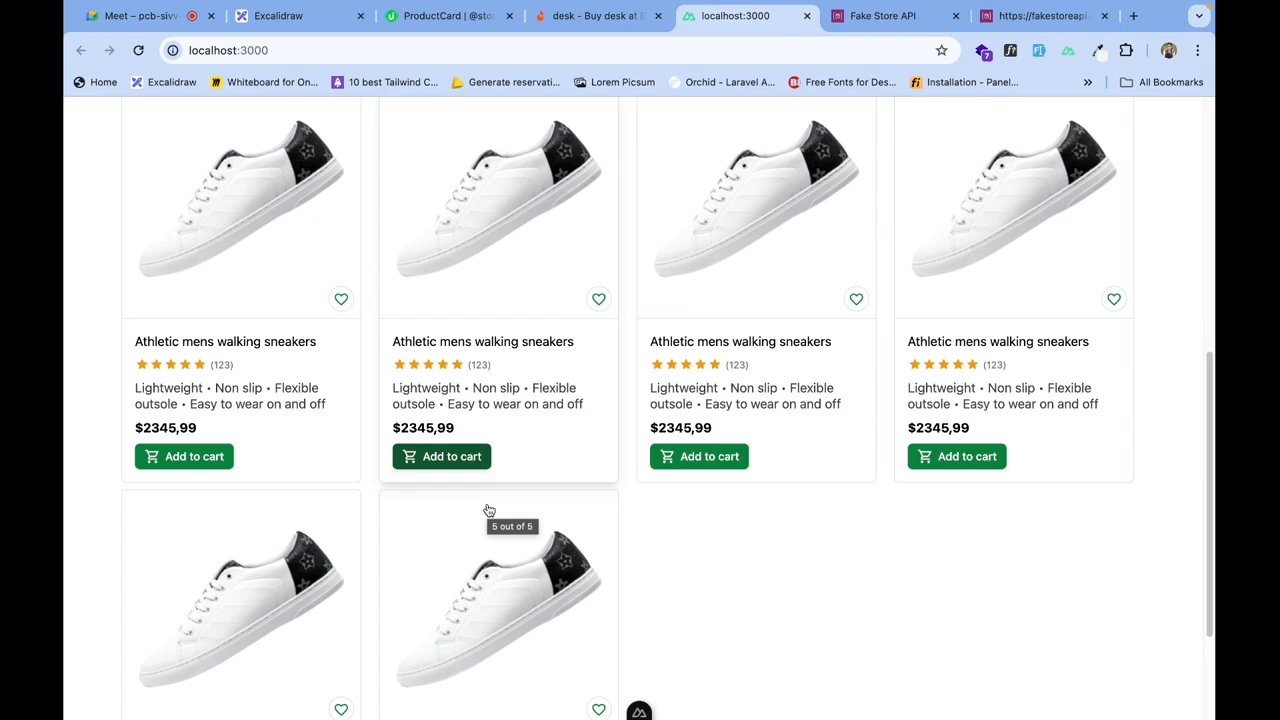 Meet – pcb-sivv
Excalidraw
ProductCard | @stor
desk - Buy desk at B
localhost:3000
Fake Store API
https://fakestoreapi.
localhost:3000
7
Home
Excalidraw
Whiteboard for On...
10 best Tailwind C...
Generate reservati...
Lorem Picsum
Orchid - Laravel A...
Free Fonts for Des...
Installation - Panel...
»
All Bookmarks
Athletic mens walking sneakers
(123)
Lightweight • Non slip • Flexible
outsole • Easy to wear on and off
$2345,99
Add to cart
Athletic mens walking sneakers
(123)
Lightweight • Non slip • Flexible
outsole • Easy to wear on and off
$2345,99
Add to cart
Athletic mens walking sneakers
(123)
Lightweight • Non slip • Flexible
outsole • Easy to wear on and off
$2345,99
Add to cart
Athletic mens walking sneakers
(123)
Lightweight • Non slip • Flexible
outsole • Easy to wear on and off
$2345,99
Add to cart
5 out of 5